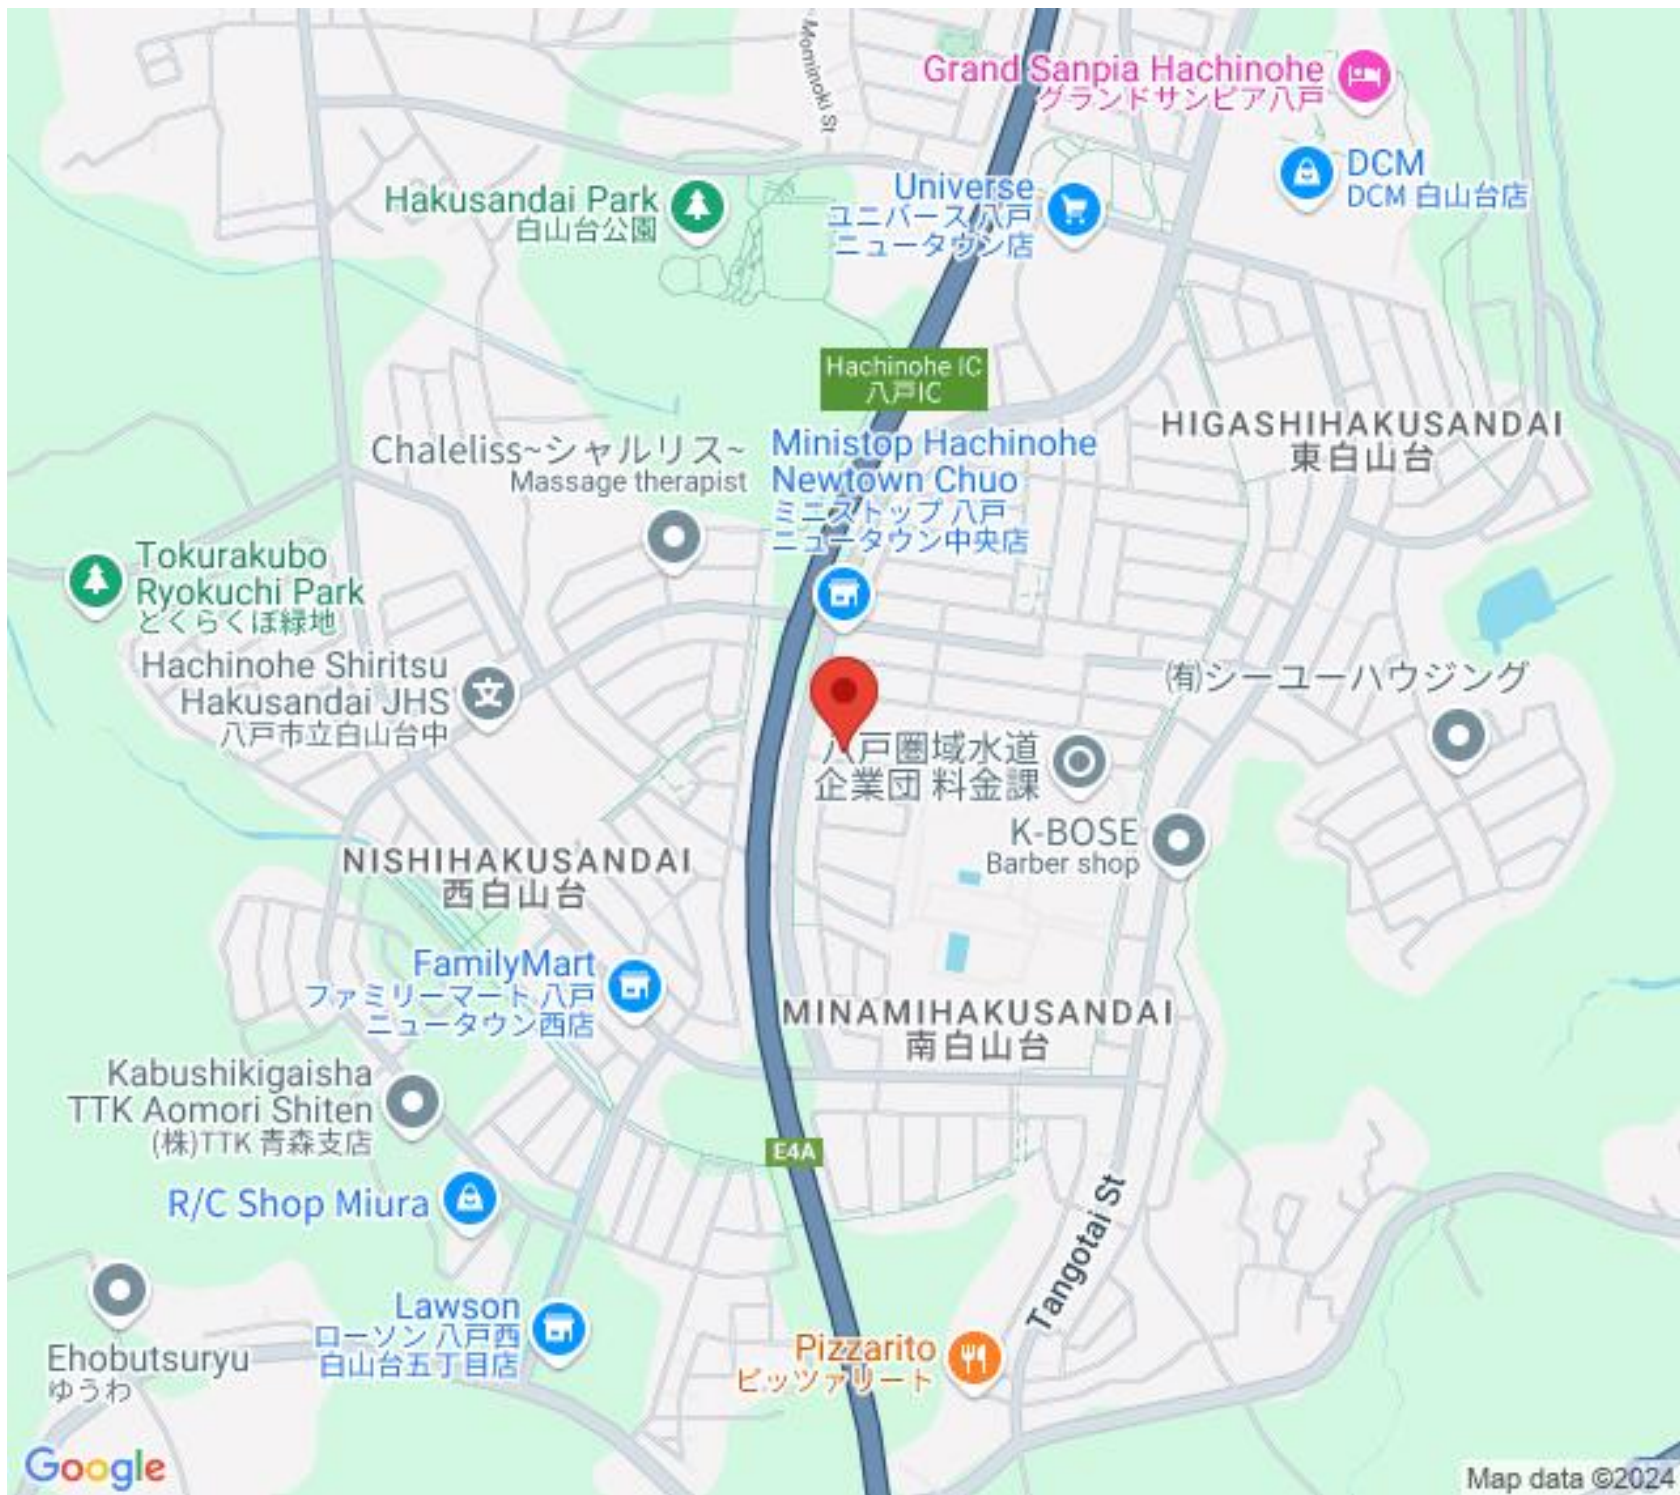 Mominoki St
Grand Sanpia Hachinohe
グランドサンピア八戸
DCM
DCM 白山台店
Universe
ユニバース 八戸
ニュータウン店
Hakusandai Park
白山台公園
Hachinohe IC
八戸IC
HIGASHIHAKUSANDAI
東白山台
Chaleliss~シャルリス~
Massage therapist
Ministop Hachinohe
Newtown Chuo
ミニストップ 八戸
ニュータウン中央店
Tokurakubo
Ryokuchi Park
とくらくぼ緑地
Hachinohe Shiritsu
Hakusandai JHS
八戸市立白山台中
㈲シーユーハウジング
八戸圏域水道
企業団 料金課
K-BOSE
Barber shop
NISHIHAKUSANDAI
西白山台
FamilyMart
ファミリーマート 八戸
ニュータウン西店
MINAMIHAKUSANDAI
南白山台
Kabushikigaisha
TTK Aomori Shiten
(株)TTK 青森支店
E4A
R/C Shop Miura
Tangotai St
Lawson
ローソン 八戸西
白山台五丁目店
Ehobutsuryu
ゆうわ
Pizzarito
ピッツァリート
Google
Map data ©2024